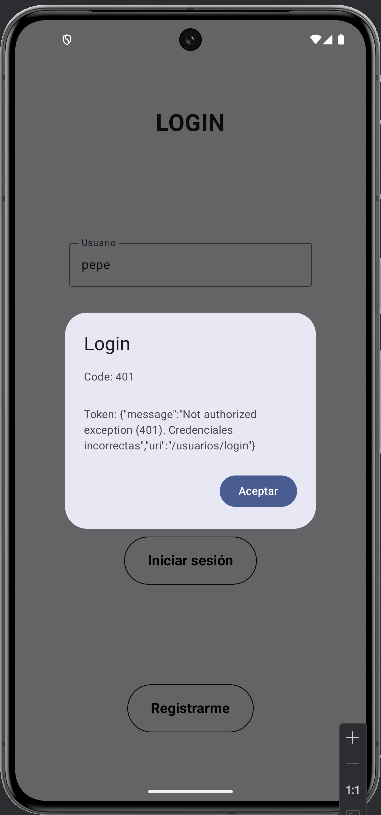 LOGIN
Usuario
pepe
Login
Code: 401
Token: {"message":"Not authorized
exception (401). Credenciales
incorrectas","uri":"/usuarios/login"}
Aceptar
Iniciar sesión
Registrarme
1:1